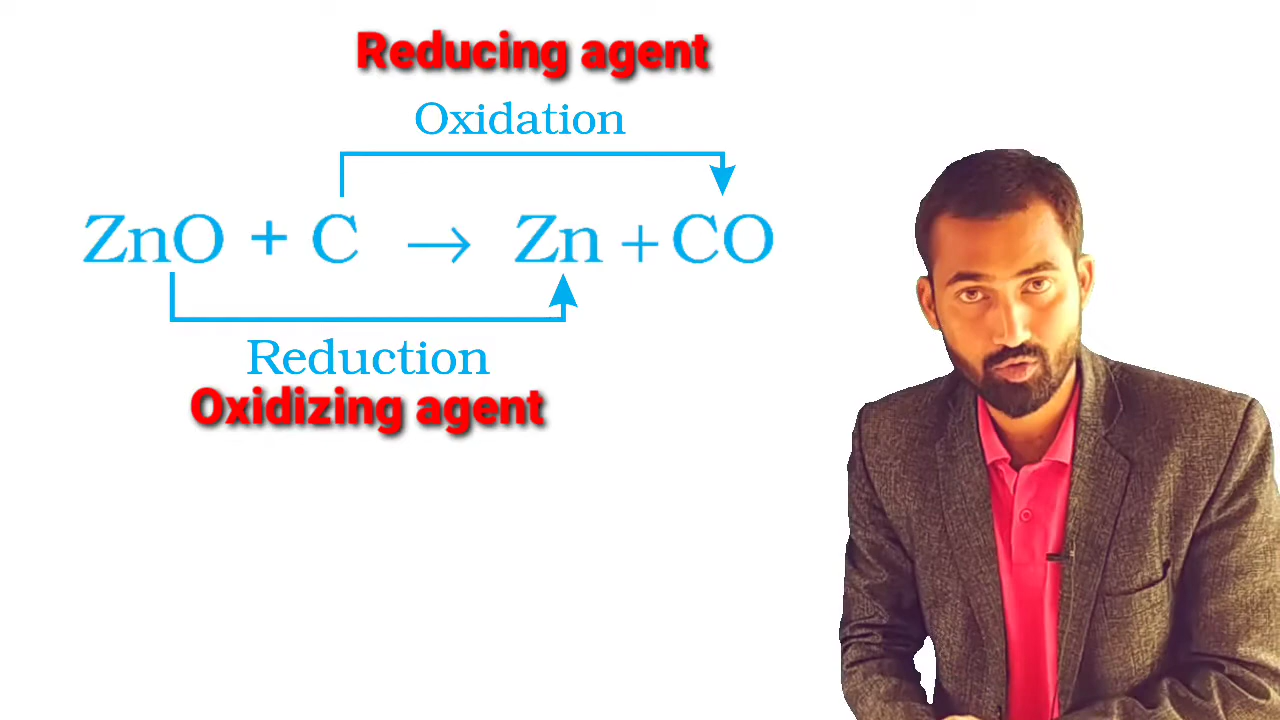 Reducing agent
Oxidation
ZnO + C → Zn + CO
Reduction
Oxidizing agent